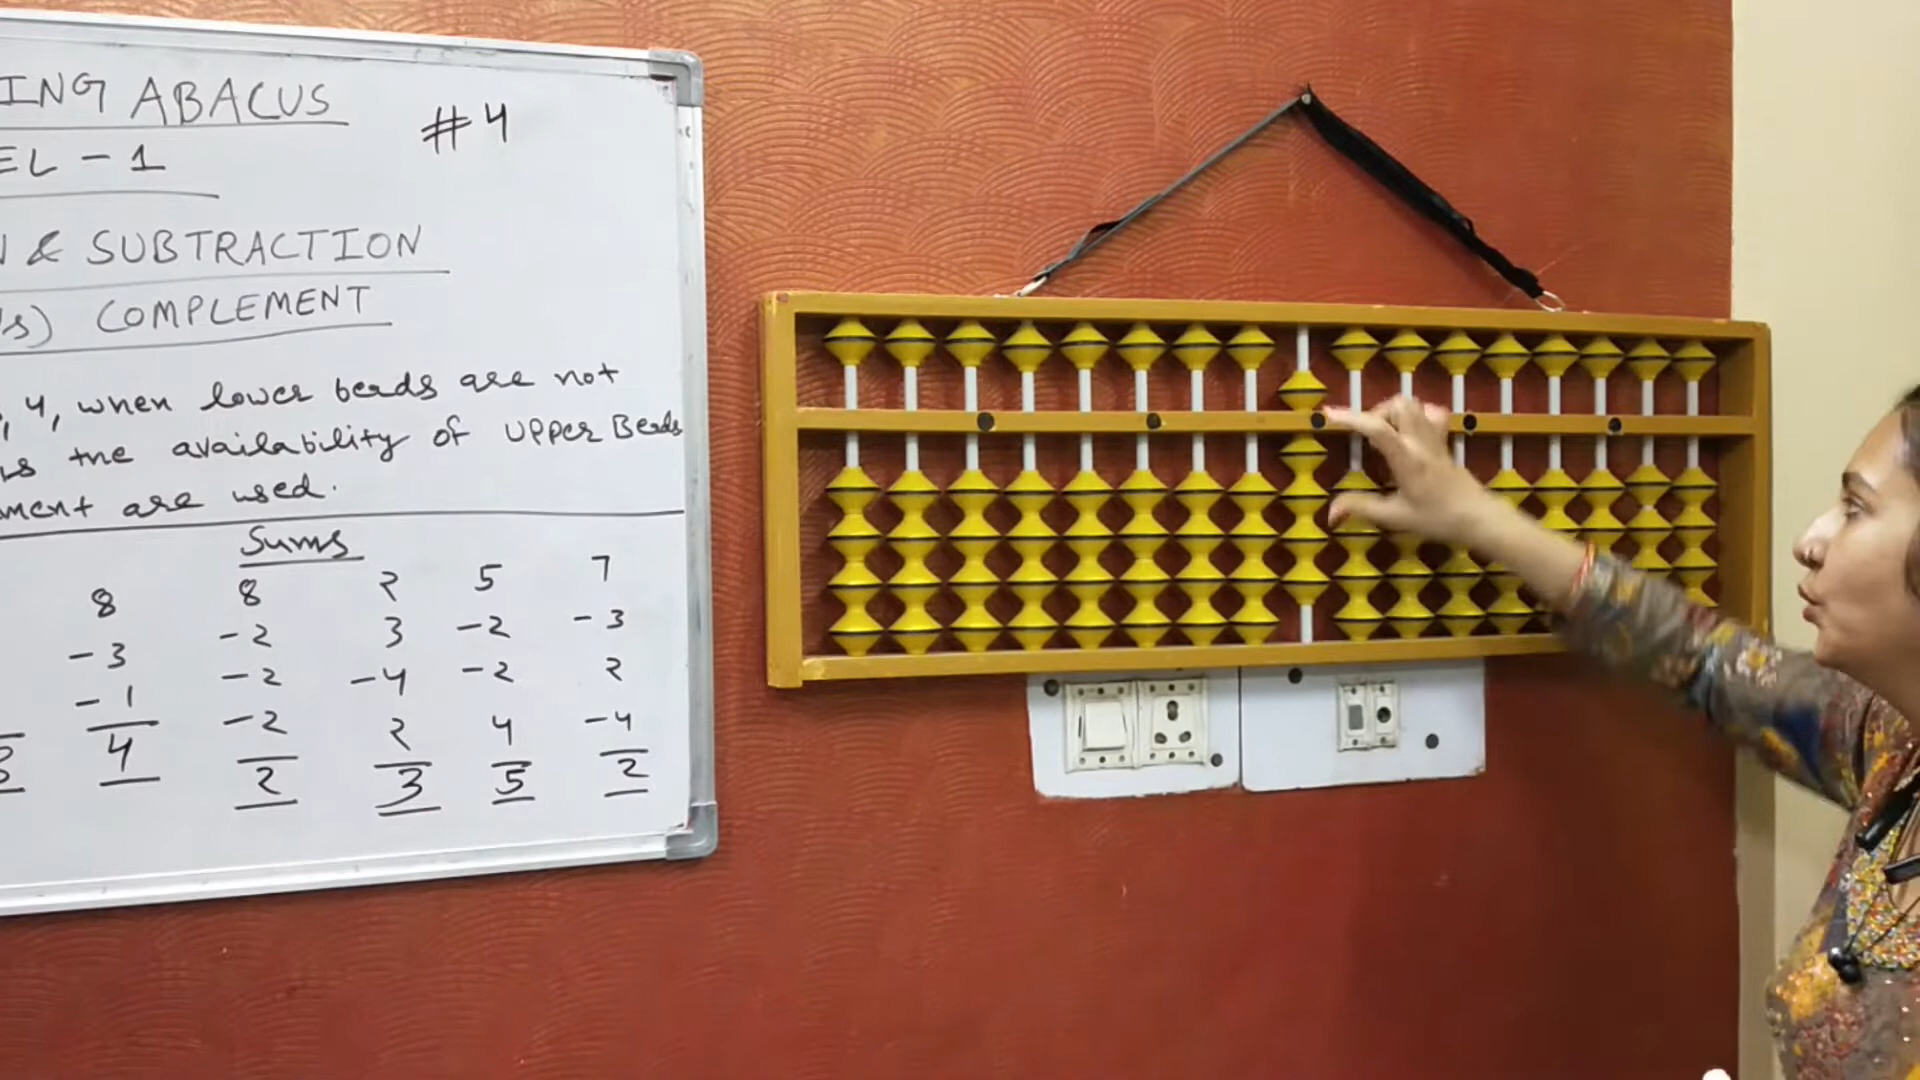 ING ABACUS
#4
EL - 1
& SUBTRACTION
's) COMPLEMENT
, 4, when lower beads are not
is the availability of Upper Beads
ment are used.
Sums
8 8 2 5 7
-3 -2 3 -2 -3
-1 -2 -4 -2 2
-2 2 4 -4
4 2 3 5 2